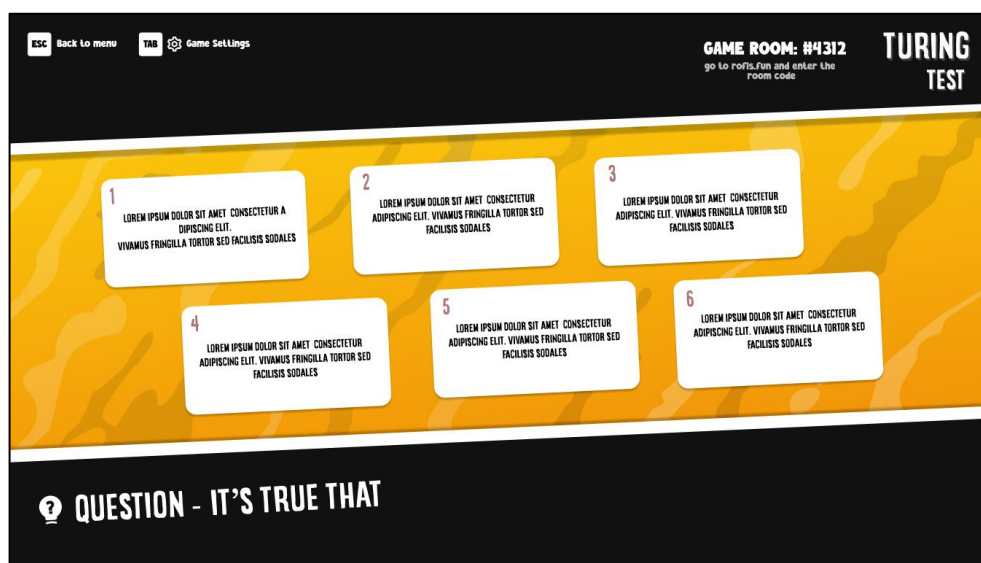 ESC Back to menu TAB Game Settings
GAME ROOM: #4312
go to rofls.fun and enter the
room code
TURING
TEST
1
LOREM IPSUM DOLOR SIT AMET CONSECTETUR A
DIPISCING ELIT.
VIVAMUS FRINGILLA TORTOR SED FACILISIS SODALES
2
LOREM IPSUM DOLOR SIT AMET CONSECTETUR
ADIPISCING ELIT. VIVAMUS FRINGILLA TORTOR SED
FACILISIS SODALES
3
LOREM IPSUM DOLOR SIT AMET CONSECTETUR
ADIPISCING ELIT. VIVAMUS FRINGILLA TORTOR SED
FACILISIS SODALES
4
LOREM IPSUM DOLOR SIT AMET CONSECTETUR
ADIPISCING ELIT. VIVAMUS FRINGILLA TORTOR SED
FACILISIS SODALES
5
LOREM IPSUM DOLOR SIT AMET CONSECTETUR
ADIPISCING ELIT. VIVAMUS FRINGILLA TORTOR SED
FACILISIS SODALES
6
LOREM IPSUM DOLOR SIT AMET CONSECTETUR
ADIPISCING ELIT. VIVAMUS FRINGILLA TORTOR SED
FACILISIS SODALES
? QUESTION - IT'S TRUE THAT